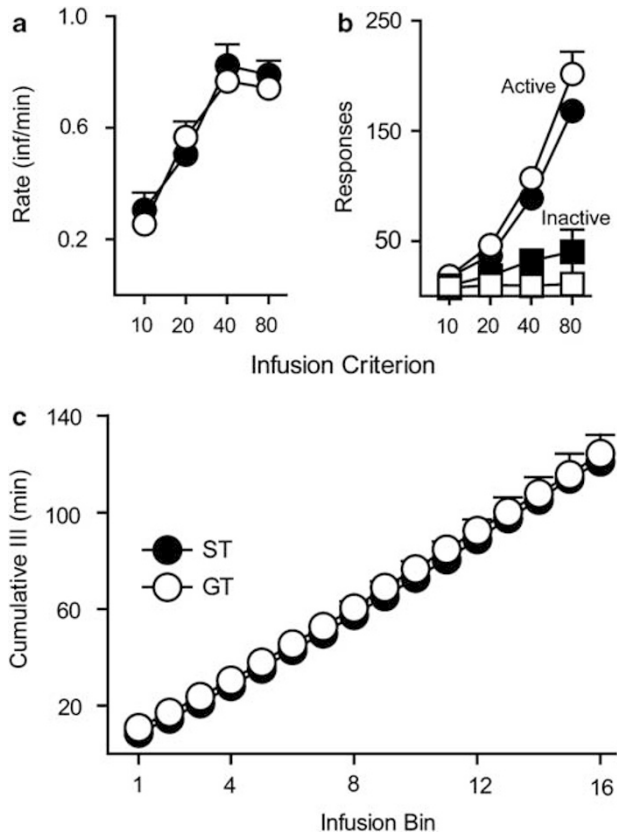 a
1.0
0.6
0.2
Rate (inf/min)
10 20 40 80
b
250
150
50
Responses
Active
Inactive
10 20 40 80
Infusion Criterion
c
140
100
60
20
Cumulative III (min)
ST
GT
1 4 8 12 16
Infusion Bin